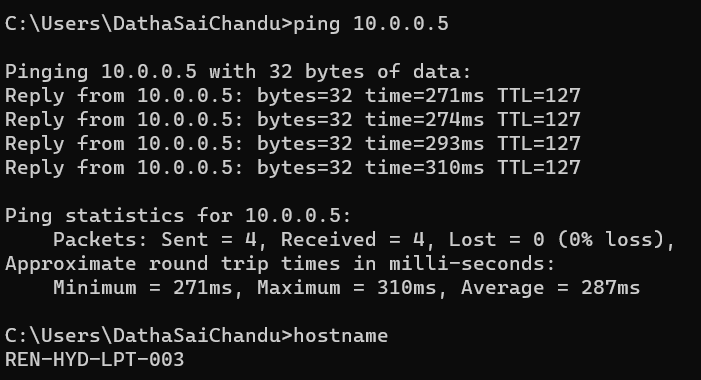 C:\Users\DathaSaiChandu>ping 10.0.0.5
Pinging 10.0.0.5 with 32 bytes of data:
Reply from 10.0.0.5: bytes=32 time=271ms TTL=127
Reply from 10.0.0.5: bytes=32 time=274ms TTL=127
Reply from 10.0.0.5: bytes=32 time=293ms TTL=127
Reply from 10.0.0.5: bytes=32 time=310ms TTL=127
Ping statistics for 10.0.0.5:
    Packets: Sent = 4, Received = 4, Lost = 0 (0% loss),
Approximate round trip times in milli-seconds:
    Minimum = 271ms, Maximum = 310ms, Average = 287ms
C:\Users\DathaSaiChandu>hostname
REN-HYD-LPT-003